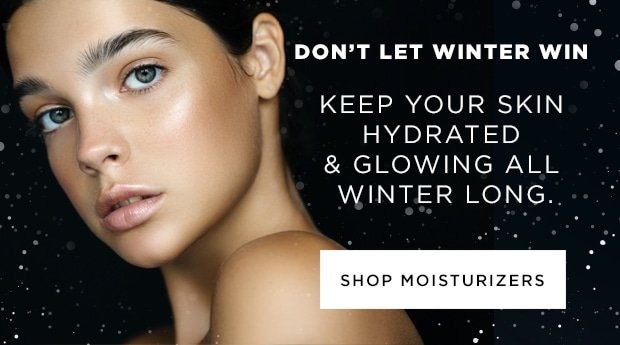 DON'T LET WINTER WIN
KEEP YOUR SKIN
HYDRATED
& GLOWING ALL
WINTER LONG.
SHOP MOISTURIZERS